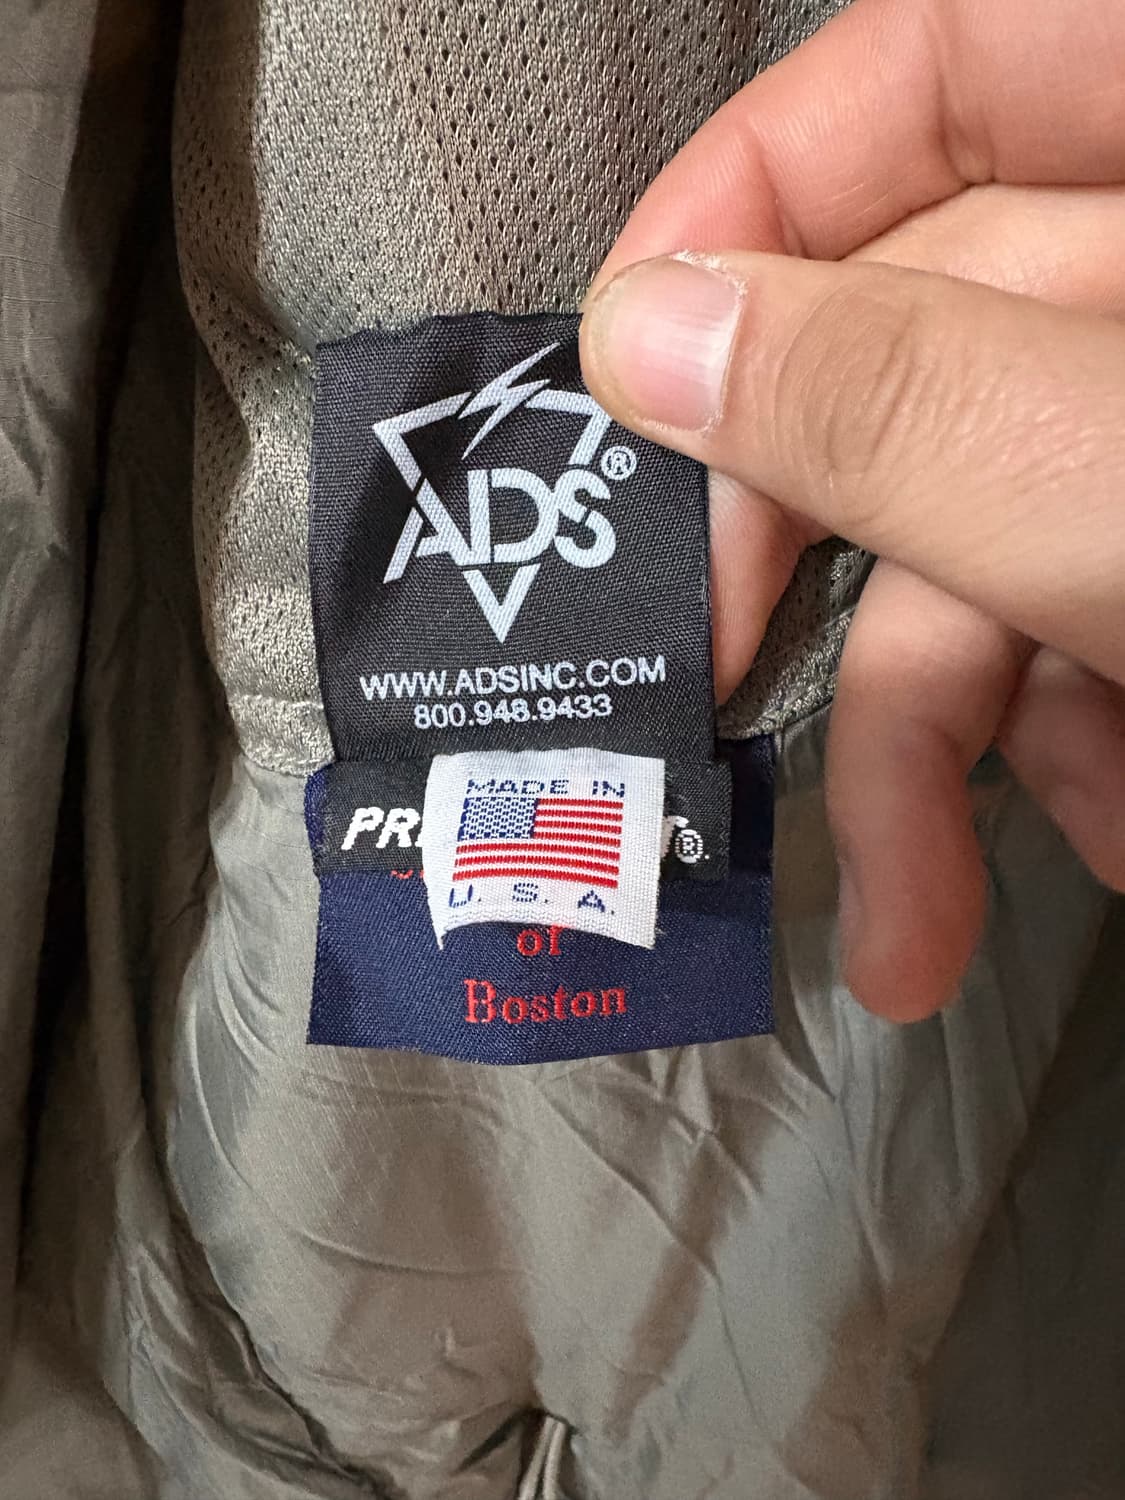 ADS®
WWW.ADSINC.COM
800.948.9433
MADE IN
U. S. A.
of
Boston